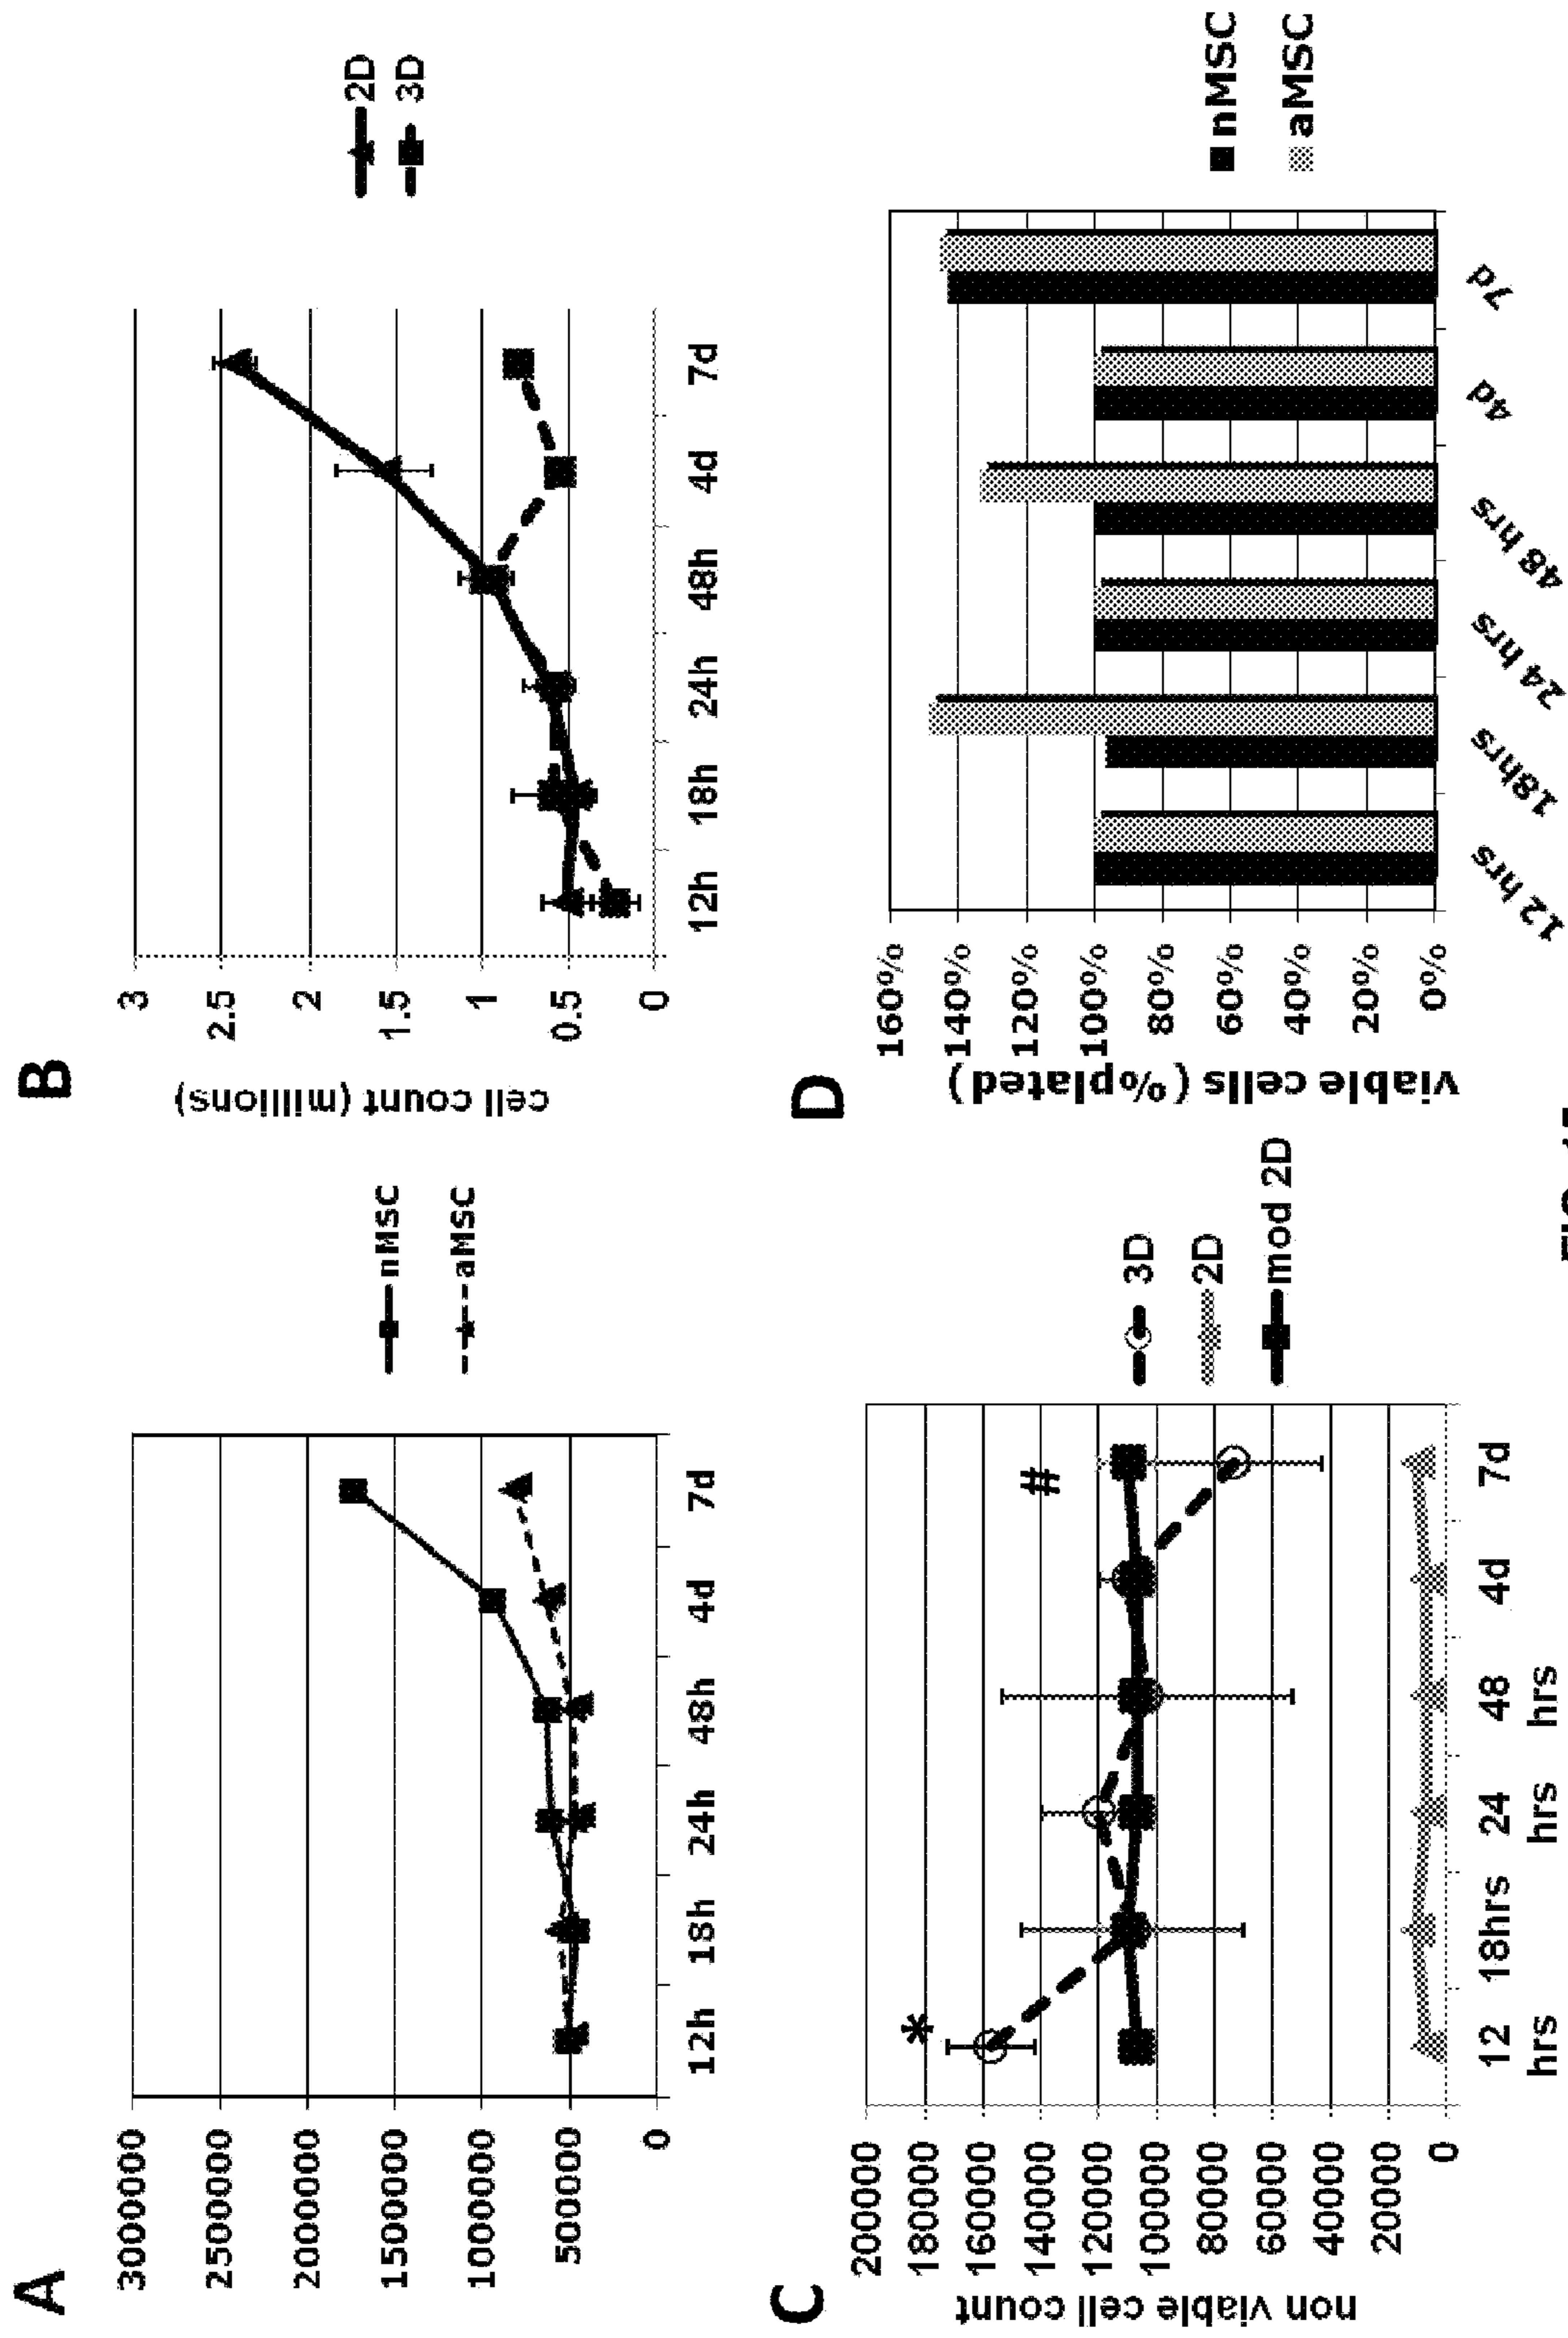 A
3000000
2500000
2000000
1500000
1000000
500000
0
12h 18h 24h 48h 4d 7d
nMSC
aMSC
B
cell count (millions)
3
2.5
2
1.5
1
0.5
0
12h 18h 24h 48h 4d 7d
2D
3D
C
non viable cell count
200000
180000
160000
140000
120000
100000
80000
60000
40000
20000
0
*
#
12 18hrs 24 48 4d 7d
hrs hrs hrs
3D
2D
mod 2D
D
viable cells (%plated)
160%
140%
120%
100%
80%
60%
40%
20%
0%
12 hrs 18hrs 24 hrs 48 hrs 4d 7d
nMSC
aMSC